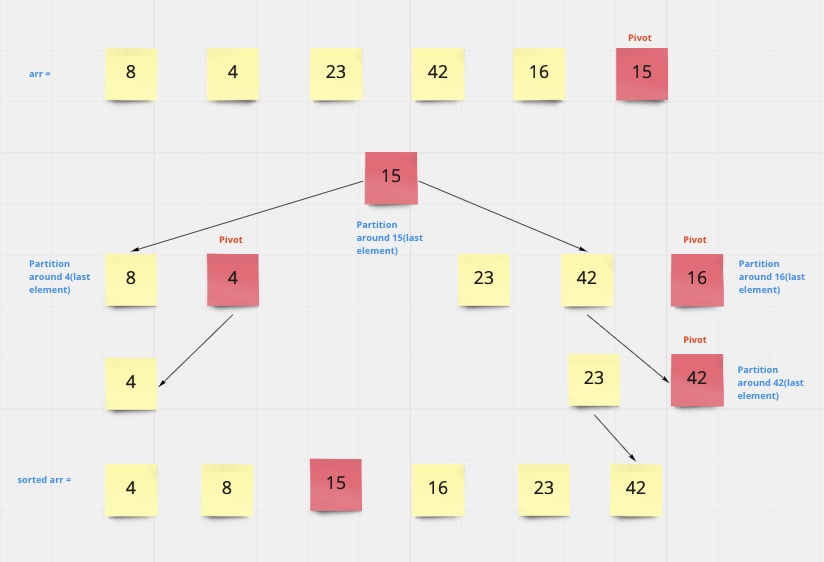 Pivot
arr =
8
4
23
42
16
15
15
Partition
around 15(last
element)
Pivot
Partition
around 4(last
element)
8
4
23
42
Pivot
16
Partition
around 16(last
element)
4
23
Pivot
42
Partition
around 42(last
element)
sorted arr =
4
8
15
16
23
42